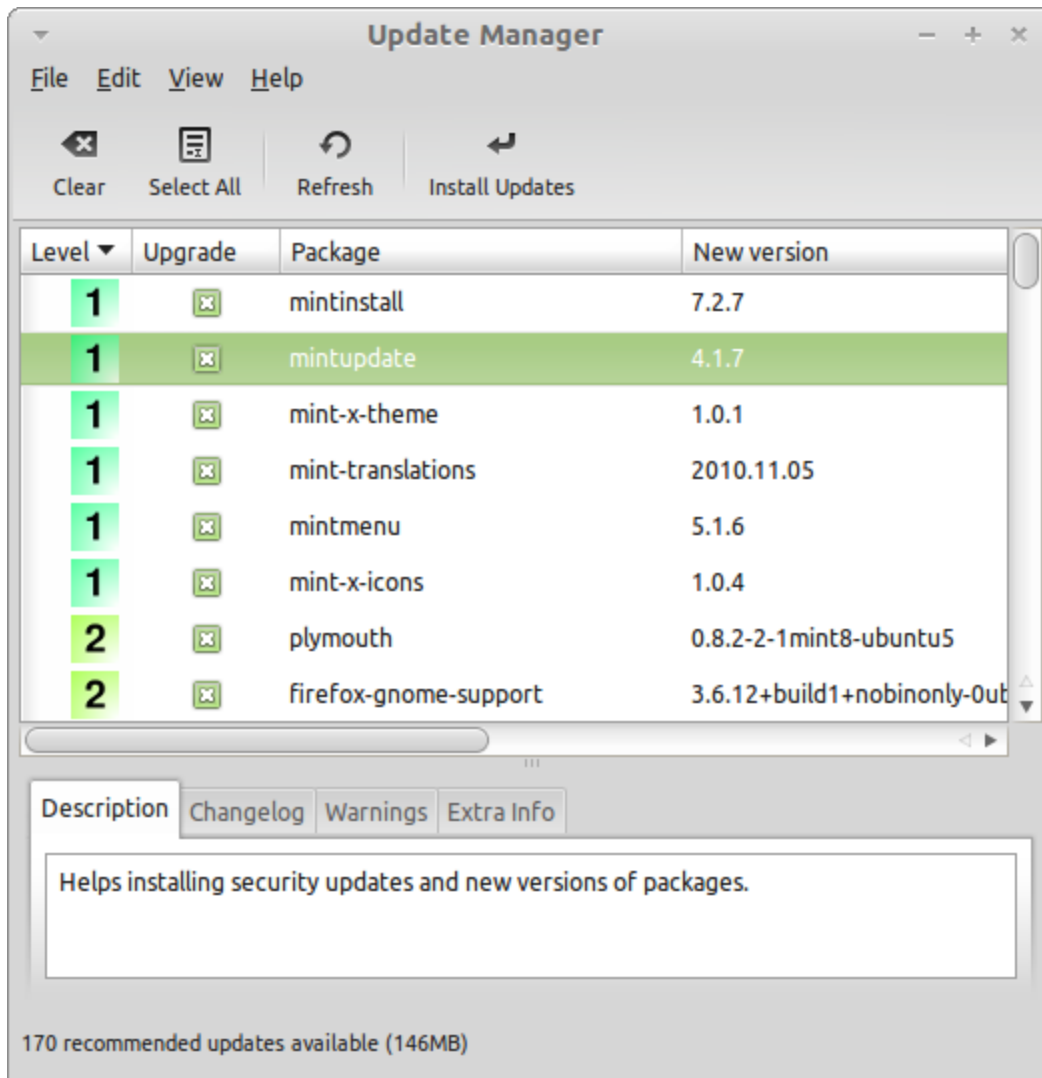 Update Manager
File Edit View Help
Clear Select All Refresh Install Updates
Level Upgrade Package New version
1 mintinstall 7.2.7
1 mintupdate 4.1.7
1 mint-x-theme 1.0.1
1 mint-translations 2010.11.05
1 mintmenu 5.1.6
1 mint-x-icons 1.0.4
2 plymouth 0.8.2-2-1mint8-ubuntu5
2 firefox-gnome-support 3.6.12+build1+nobinonly-0ub
Description Changelog Warnings Extra Info
Helps installing security updates and new versions of packages.
170 recommended updates available (146MB)